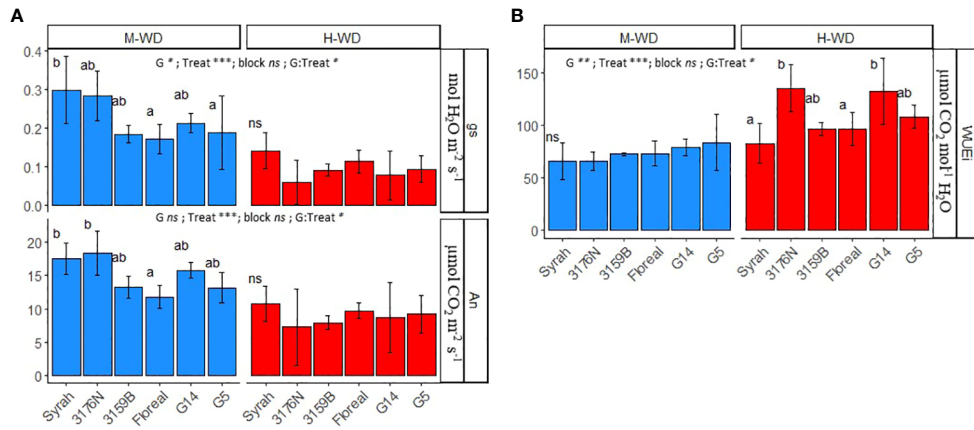 A
M-WD
H-WD
G * ; Treat ***; block ns ; G:Treat *
b
ab
ab
a
ab
a
ns
0.4
0.3
0.2
0.1
0.0
mol H₂O m⁻² s⁻¹
gs
G ns ; Treat ***; block ns ; G:Treat *
b
b
ab
a
ab
ab
ns
20
15
10
5
0
µmol CO₂ m⁻² s⁻¹
An
Syrah
3176N
3159B
Floreal
G14
G5
Syrah
3176N
3159B
Floreal
G14
G5
B
M-WD
H-WD
G ** ; Treat ***; block ns ; G:Treat *
ns
a
b
ab
a
b
ab
150
100
50
0
µmol CO₂ mol¹ H₂O
WUEi
Syrah
3176N
3159B
Floreal
G14
G5
Syrah
3176N
3159B
Floreal
G14
G5